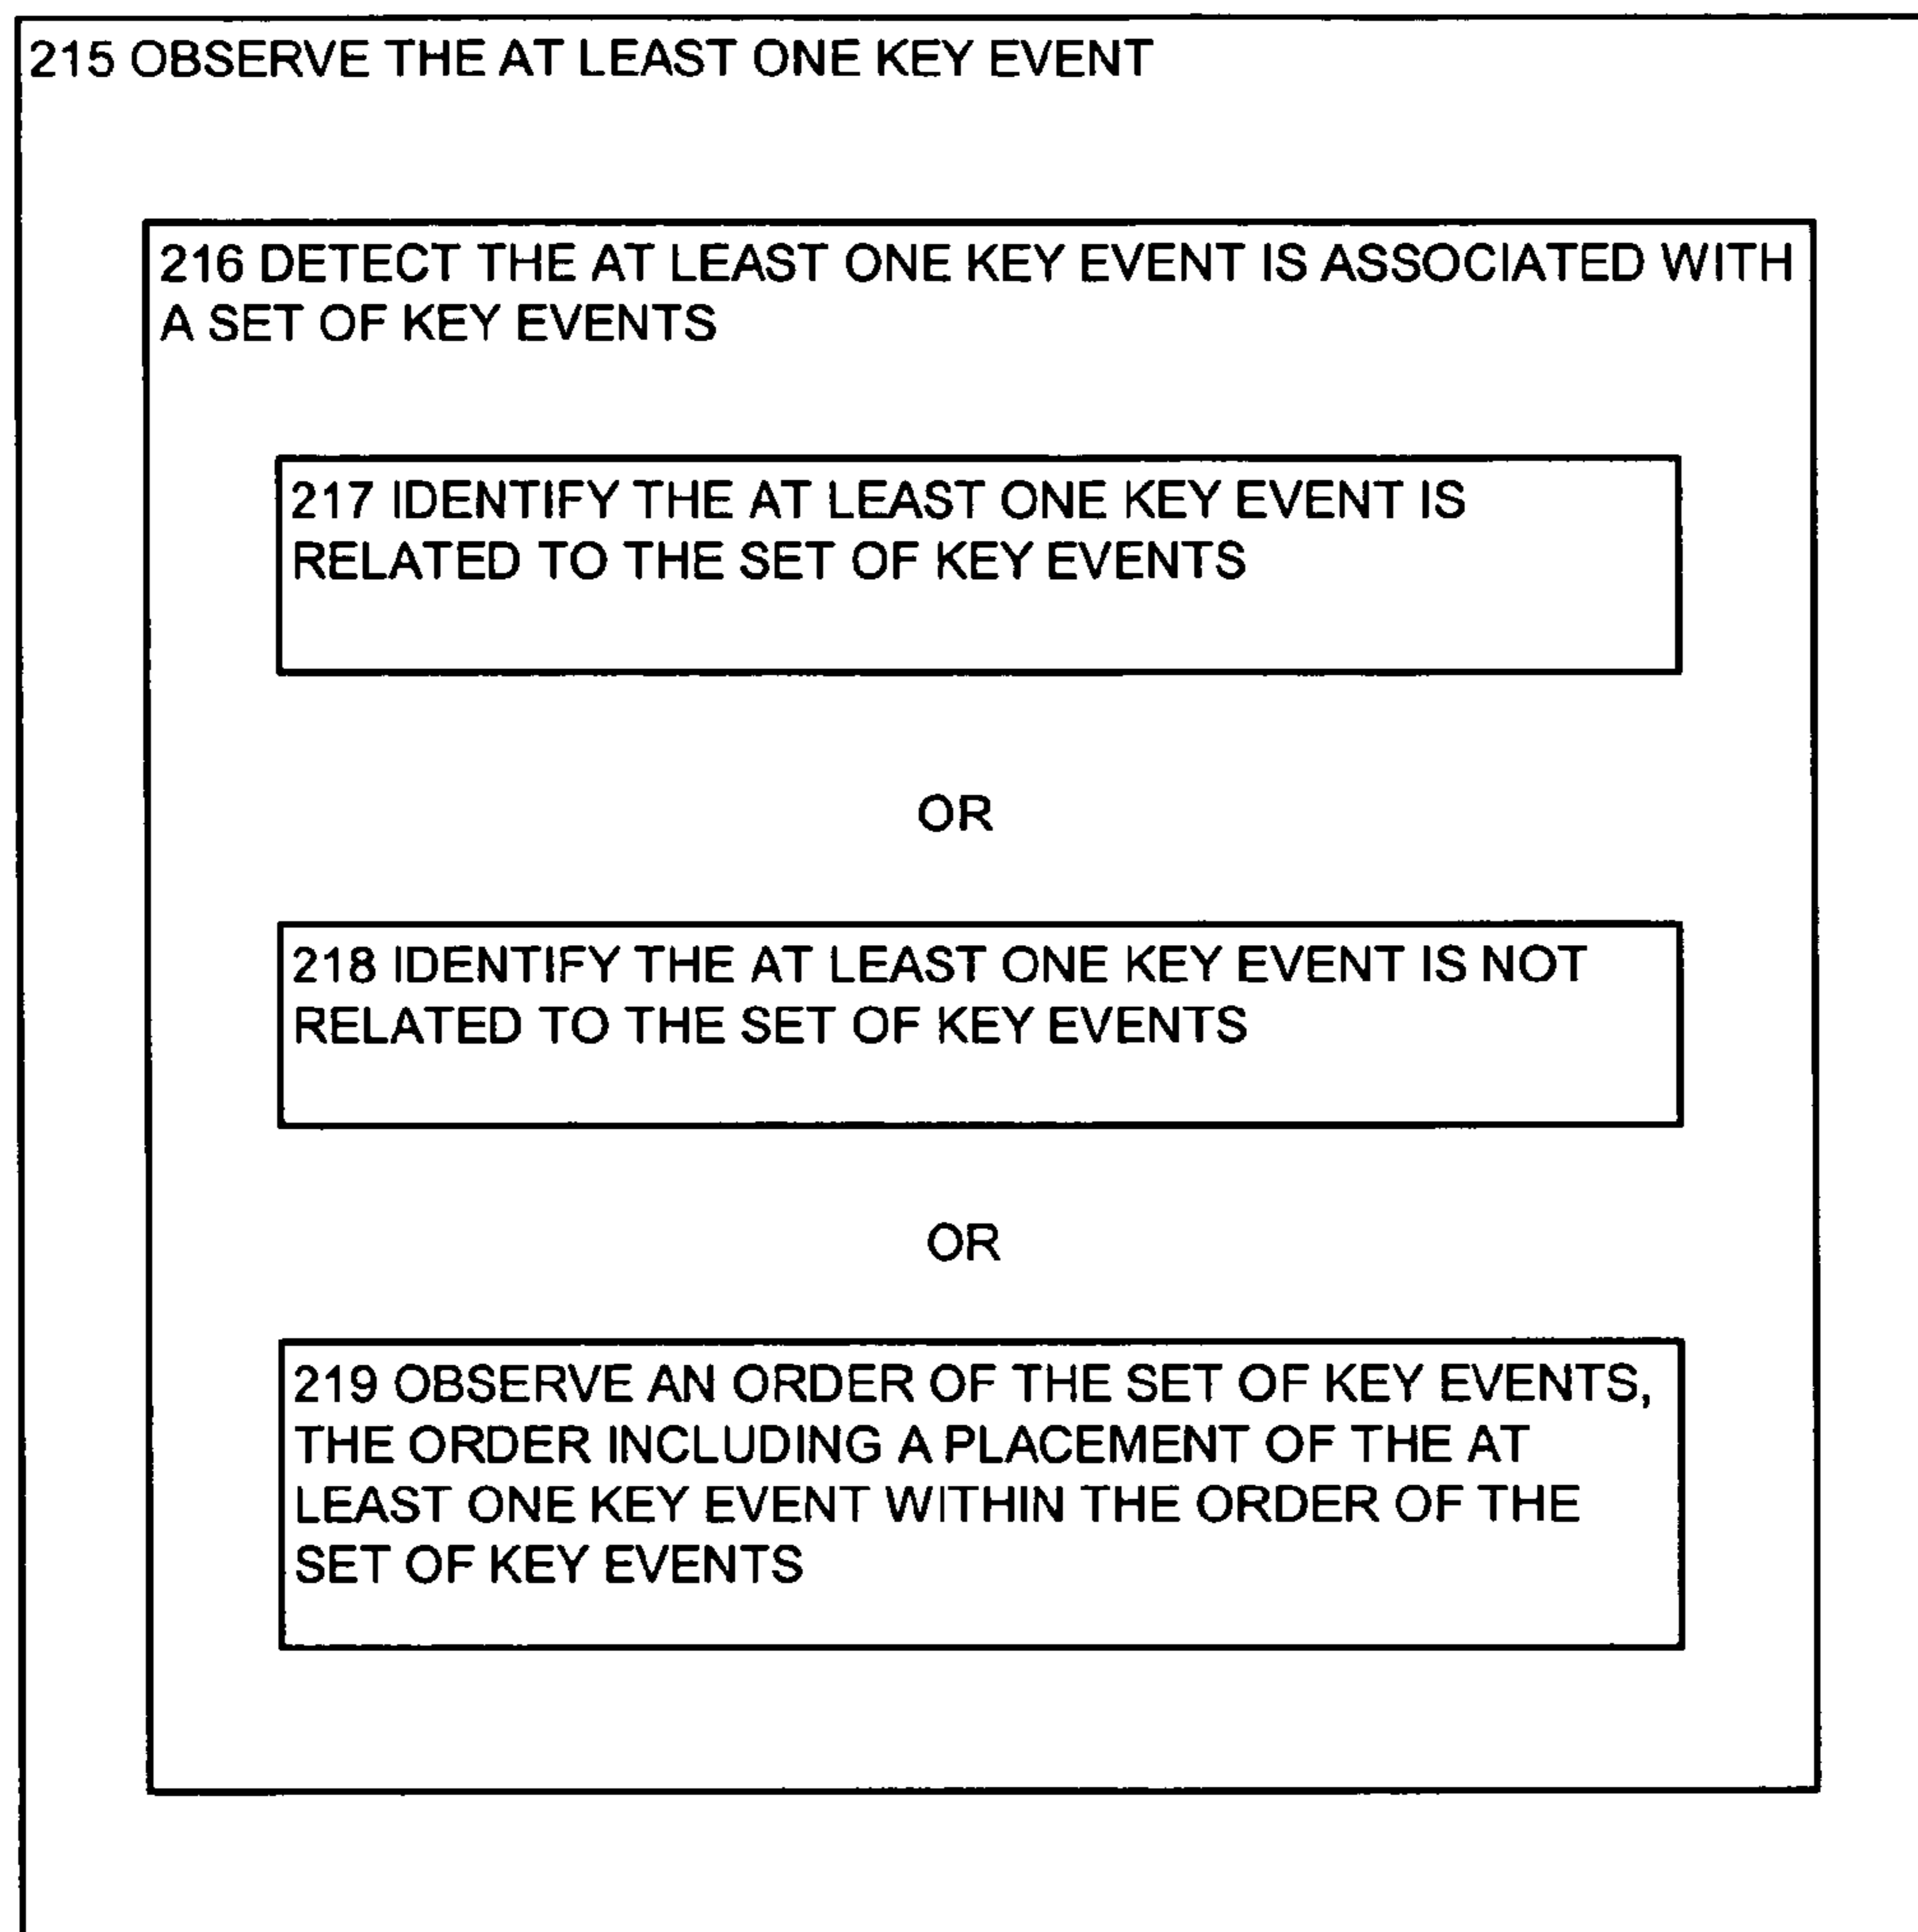 215 OBSERVE THE AT LEAST ONE KEY EVENT
216 DETECT THE AT LEAST ONE KEY EVENT IS ASSOCIATED WITH
A SET OF KEY EVENTS
217 IDENTIFY THE AT LEAST ONE KEY EVENT IS
RELATED TO THE SET OF KEY EVENTS
OR
218 IDENTIFY THE AT LEAST ONE KEY EVENT IS NOT
RELATED TO THE SET OF KEY EVENTS
OR
219 OBSERVE AN ORDER OF THE SET OF KEY EVENTS,
THE ORDER INCLUDING A PLACEMENT OF THE AT
LEAST ONE KEY EVENT WITHIN THE ORDER OF THE
SET OF KEY EVENTS